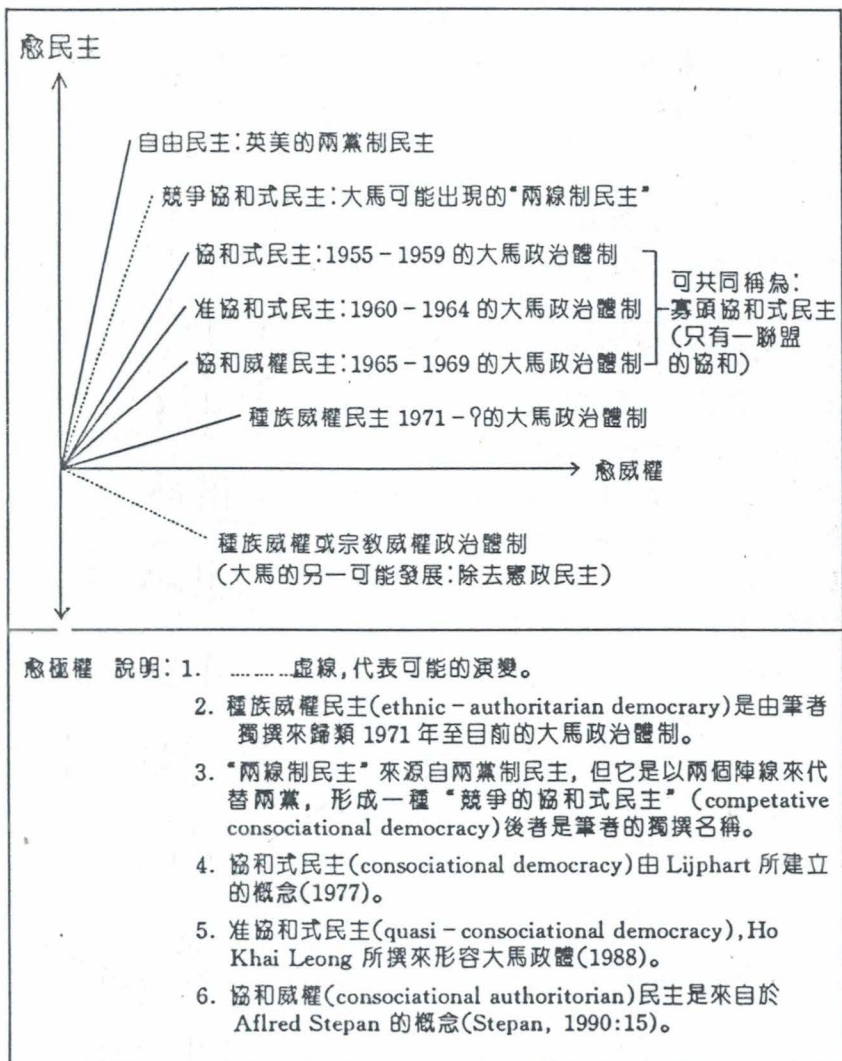 愈民主
自由民主:英美的兩黨制民主
競爭協和式民主:大馬可能出現的"兩線制民主"
協和式民主:1955-1959 的大馬政治體制
准協和式民主:1960-1964 的大馬政治體制
協和威權民主:1965-1969 的大馬政治體制
可共同稱為:
寡頭協和式民主
(只有一聯盟
的協和)
種族威權民主 1971-?的大馬政治體制
愈威權
種族威權或宗教威權政治體制
(大馬的另一可能發展:除去憲政民主)
愈極權 說明: 1. ………虛線,代表可能的演變。
2. 種族威權民主(ethnic-authoritarian democrary)是由筆者
獨撰來歸類 1971 年至目前的大馬政治體制。
3. "兩線制民主" 來源自兩黨制民主, 但它是以兩個陣線來代
替兩黨, 形成一種 "競爭的協和式民主" (competative
consociational democracy)後者是筆者的獨撰名稱。
4. 協和式民主(consociational democracy)由 Lijphart 所建立
的概念(1977)。
5. 准協和式民主(quasi-consociational democracy),Ho
Khai Leong 所撰來形容大馬政體(1988)。
6. 協和威權(consociational authoritorian)民主是來自於
Aflred Stepan 的概念(Stepan, 1990:15)。